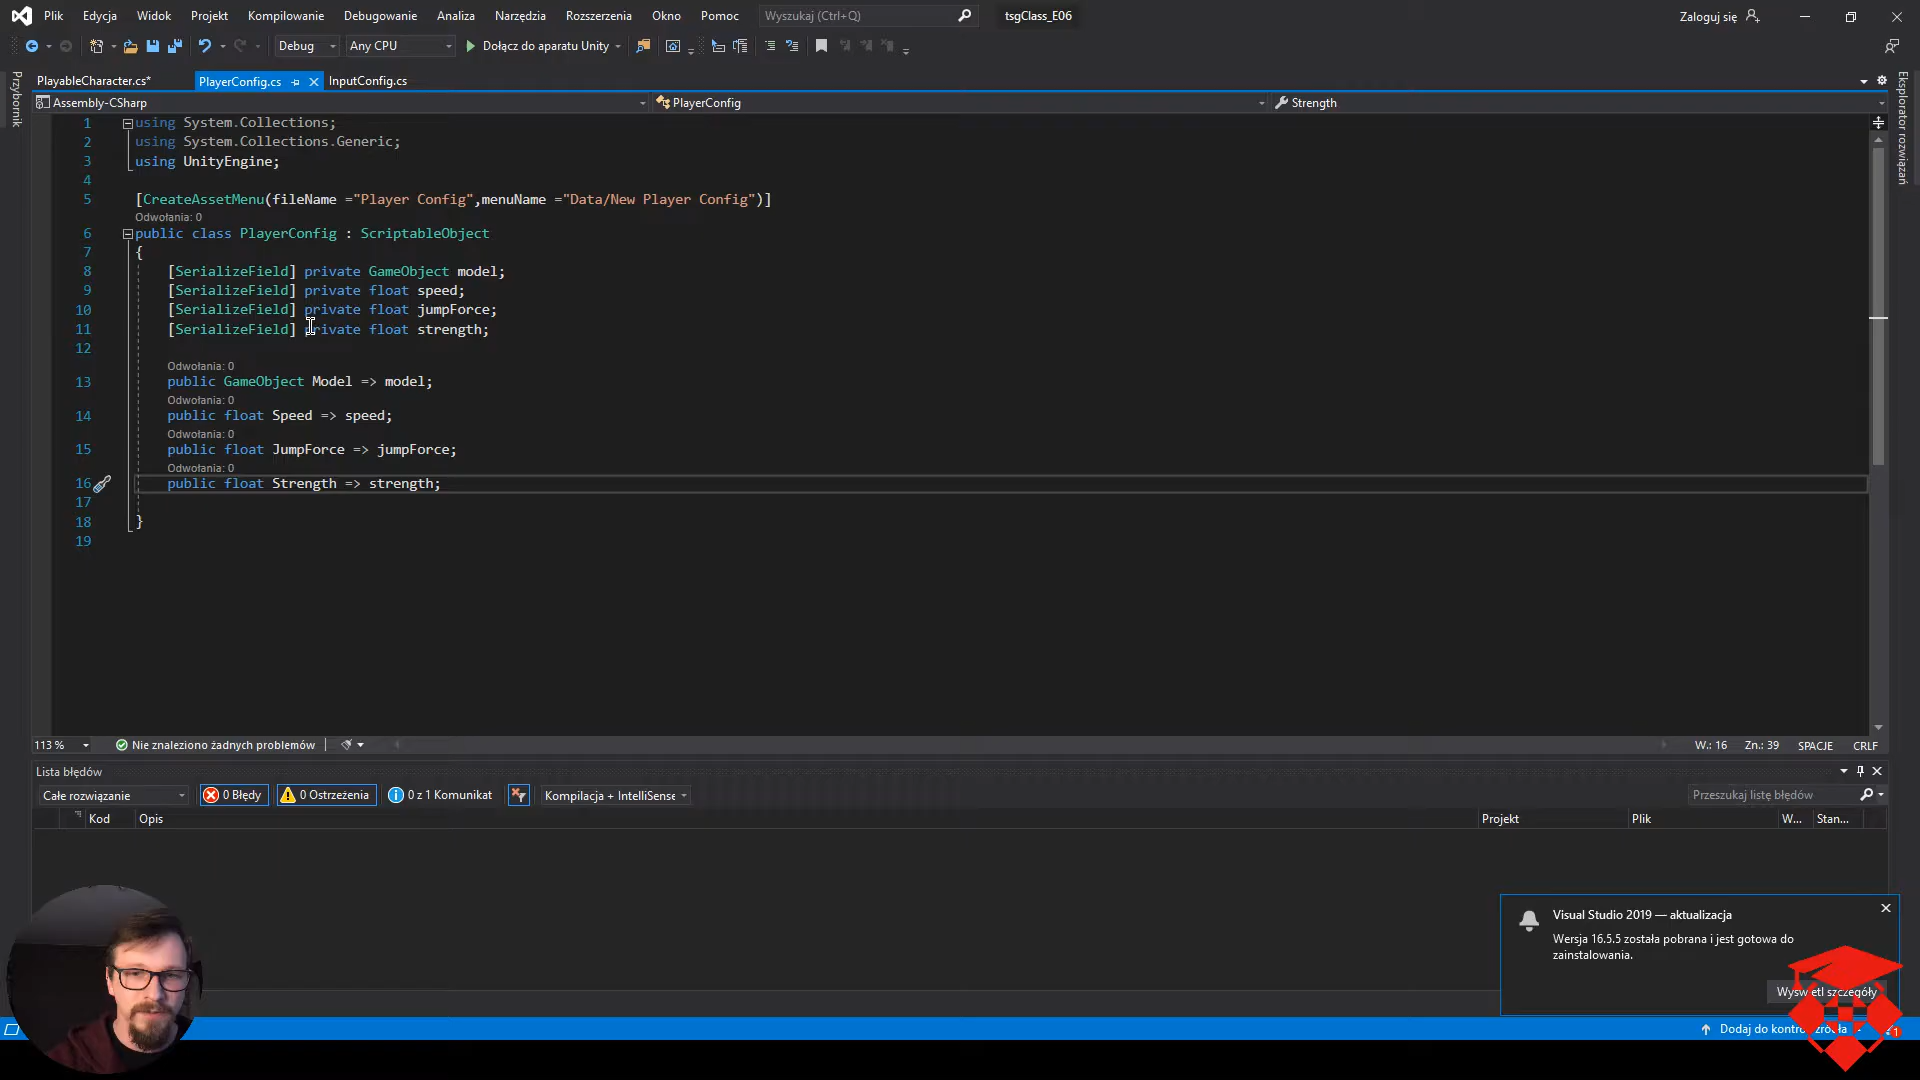 Plik Edycja Widok Projekt Kompilowanie Debugowanie Analiza Narzędzia Rozszerzenia Okno Pomoc Wyszukaj (Ctrl+Q) tsgClass_E06 Zaloguj się
Debug Any CPU Dołącz do aparatu Unity
Przybornik
PlayableCharacter.cs* PlayerConfig.cs InputConfig.cs
Eksplorator rozwiązań
Assembly-CSharp PlayerConfig Strength
1 using System.Collections;
2 using System.Collections.Generic;
3 using UnityEngine;
4
5 [CreateAssetMenu(fileName ="Player Config",menuName ="Data/New Player Config")]
Odwołania: 0
6 public class PlayerConfig : ScriptableObject
7 {
8 [SerializeField] private GameObject model;
9 [SerializeField] private float speed;
10 [SerializeField] private float jumpForce;
11 [SerializeField] private float strength;
12
Odwołania: 0
13 public GameObject Model => model;
Odwołania: 0
14 public float Speed => speed;
Odwołania: 0
15 public float JumpForce => jumpForce;
Odwołania: 0
16 public float Strength => strength;
17
18 }
19
113 % Nie znaleziono żadnych problemów W.: 16 Zn.: 39 SPACJE CRLF
Lista błędów
Całe rozwiązanie 0 Błędy 0 Ostrzeżenia 0 z 1 Komunikat Kompilacja + IntelliSense Przeszukaj listę błędów
Kod Opis Projekt Plik W... Stan...
Visual Studio 2019 — aktualizacja
Wersja 16.5.5 została pobrana i jest gotowa do
zainstalowania.
Wyświetl szczegóły
Dodaj do kontroli źródła 1